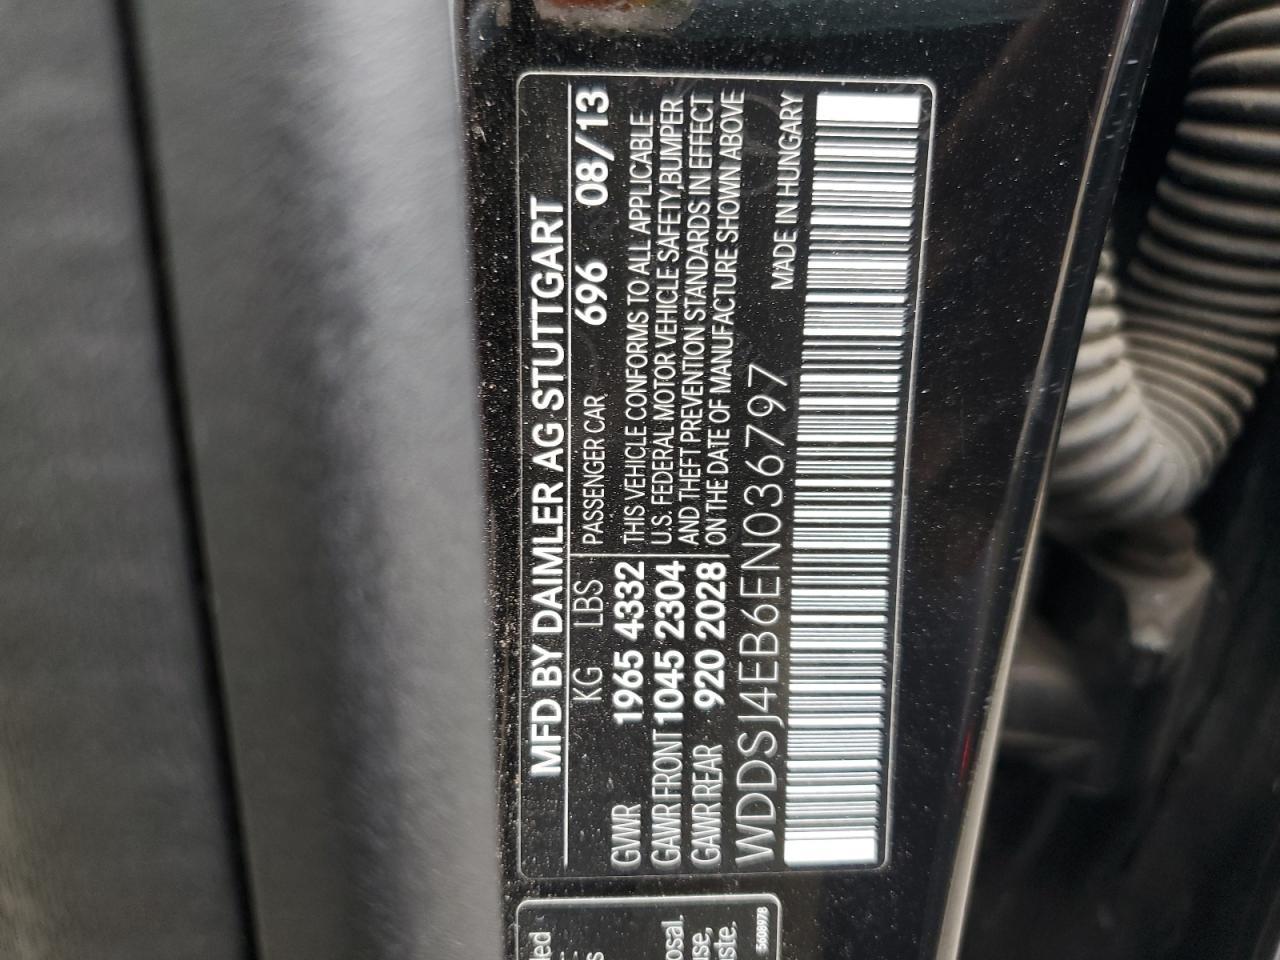 MFD BY DAIMLER AG STUTTGART
KG LBS PASSENGER CAR 696 08/13
GVWR 1965 4332 THIS VEHICLE CONFORMS TO ALL APPLICABLE
GAWR FRONT 1045 2304 U.S. FEDERAL MOTOR VEHICLE SAFETY,BUMPER
GAWR REAR 920 2028 AND THEFT PREVENTION STANDARDS IN EFFECT
ON THE DATE OF MANUFACTURE SHOWN ABOVE
WDDSJ4EB6EN036797 MADE IN HUNGARY
5608978